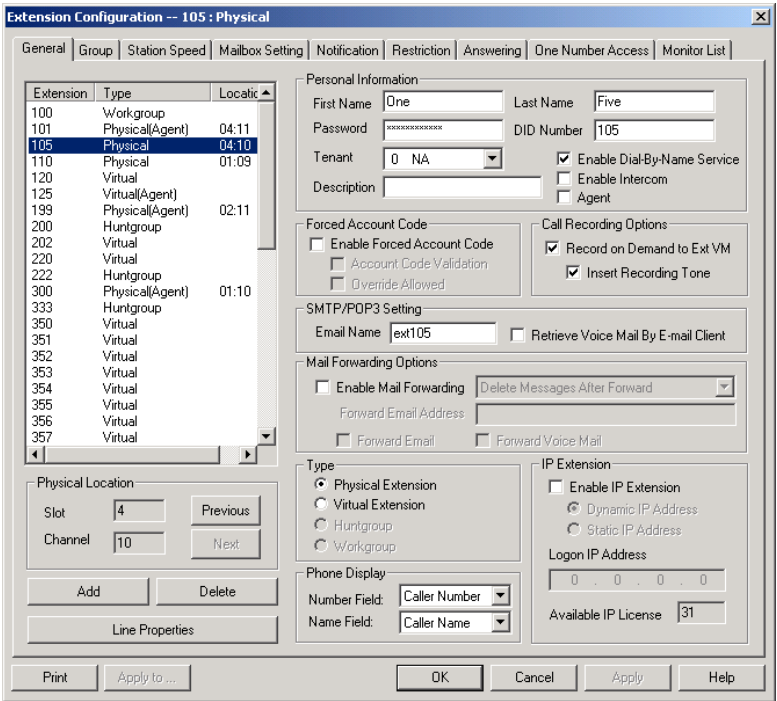 Extension Configuration -- 105 : Physical
General Group Station Speed Mailbox Setting Notification Restriction Answering One Number Access Monitor List
Extension Type Locatic
100 Workgroup
101 Physical(Agent) 04:11
105 Physical 04:10
110 Physical 01:09
120 Virtual
125 Virtual(Agent)
199 Physical(Agent) 02:11
200 Huntgroup
202 Virtual
220 Virtual
222 Huntgroup
300 Physical(Agent) 01:10
333 Huntgroup
350 Virtual
351 Virtual
352 Virtual
353 Virtual
354 Virtual
355 Virtual
356 Virtual
357 Virtual
Physical Location
Slot 4 Previous
Channel 10 Next
Add Delete
Line Properties
Personal Information
First Name One Last Name Five
Password xxxxxxxxxxxx DID Number 105
Tenant 0 NA Enable Dial-By-Name Service
Enable Intercom
Description Agent
Forced Account Code
Enable Forced Account Code
Account Code Validation
Override Allowed
Call Recording Options
Record on Demand to Ext VM
Insert Recording Tone
SMTP/POP3 Setting
Email Name ext105 Retrieve Voice Mail By E-mail Client
Mail Forwarding Options
Enable Mail Forwarding Delete Messages After Forward
Forward Email Address
Forward Email Forward Voice Mail
Type
Physical Extension
Virtual Extension
Huntgroup
Workgroup
Phone Display
Number Field: Caller Number
Name Field: Caller Name
IP Extension
Enable IP Extension
Dynamic IP Address
Static IP Address
Logon IP Address
0 . 0 . 0 . 0
Available IP License 31
Print Apply to ... OK Cancel Apply Help